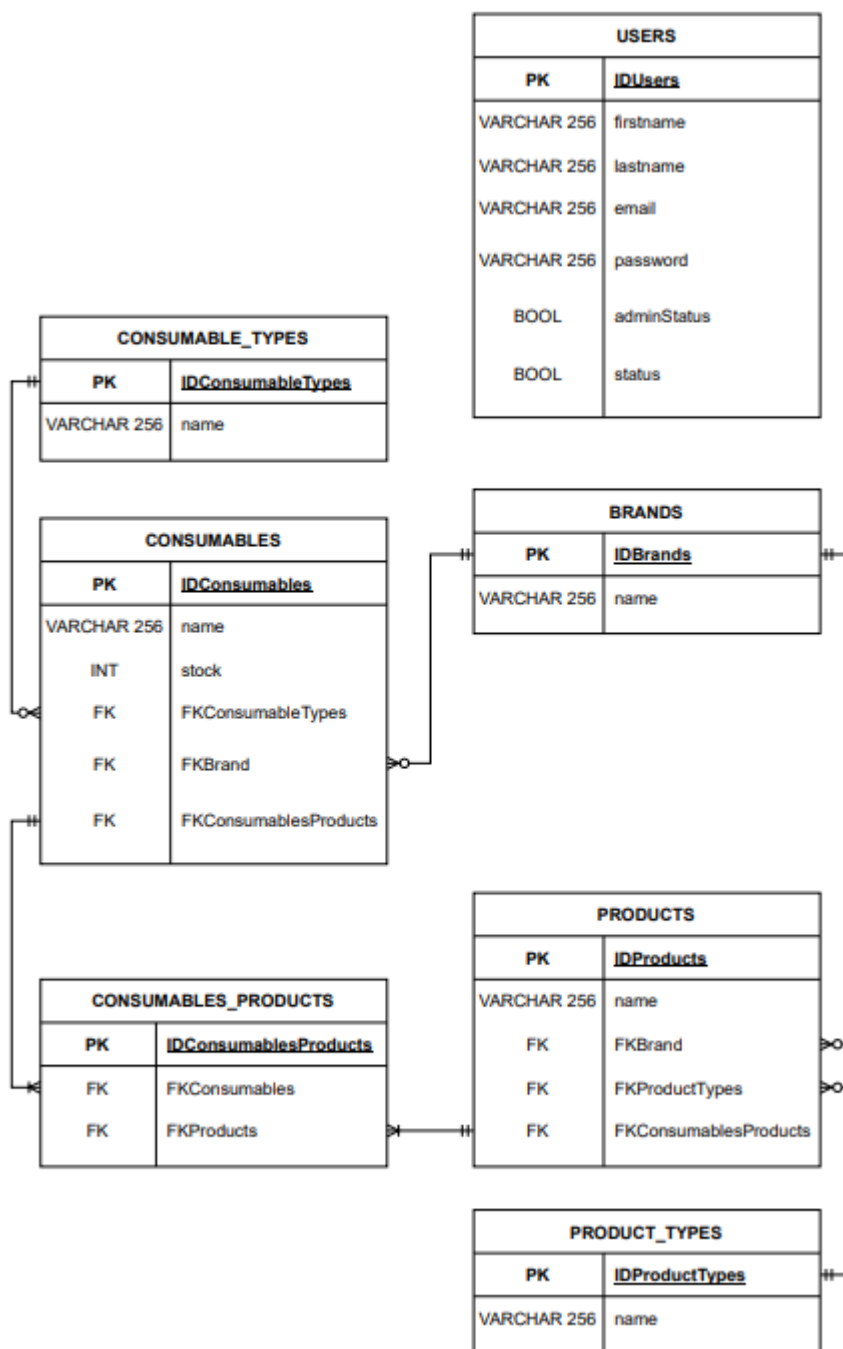 USERS
PK IDUsers
VARCHAR 256 firstname
VARCHAR 256 lastname
VARCHAR 256 email
VARCHAR 256 password
BOOL adminStatus
BOOL status
CONSUMABLE_TYPES
PK IDConsumableTypes
VARCHAR 256 name
CONSUMABLES
PK IDConsumables
VARCHAR 256 name
INT stock
FK FKConsumableTypes
FK FKBrand
FK FKConsumablesProducts
BRANDS
PK IDBrands
VARCHAR 256 name
CONSUMABLES_PRODUCTS
PK IDConsumablesProducts
FK FKConsumables
FK FKProducts
PRODUCTS
PK IDProducts
VARCHAR 256 name
FK FKBrand
FK FKProductTypes
FK FKConsumablesProducts
PRODUCT_TYPES
PK IDProductTypes
VARCHAR 256 name